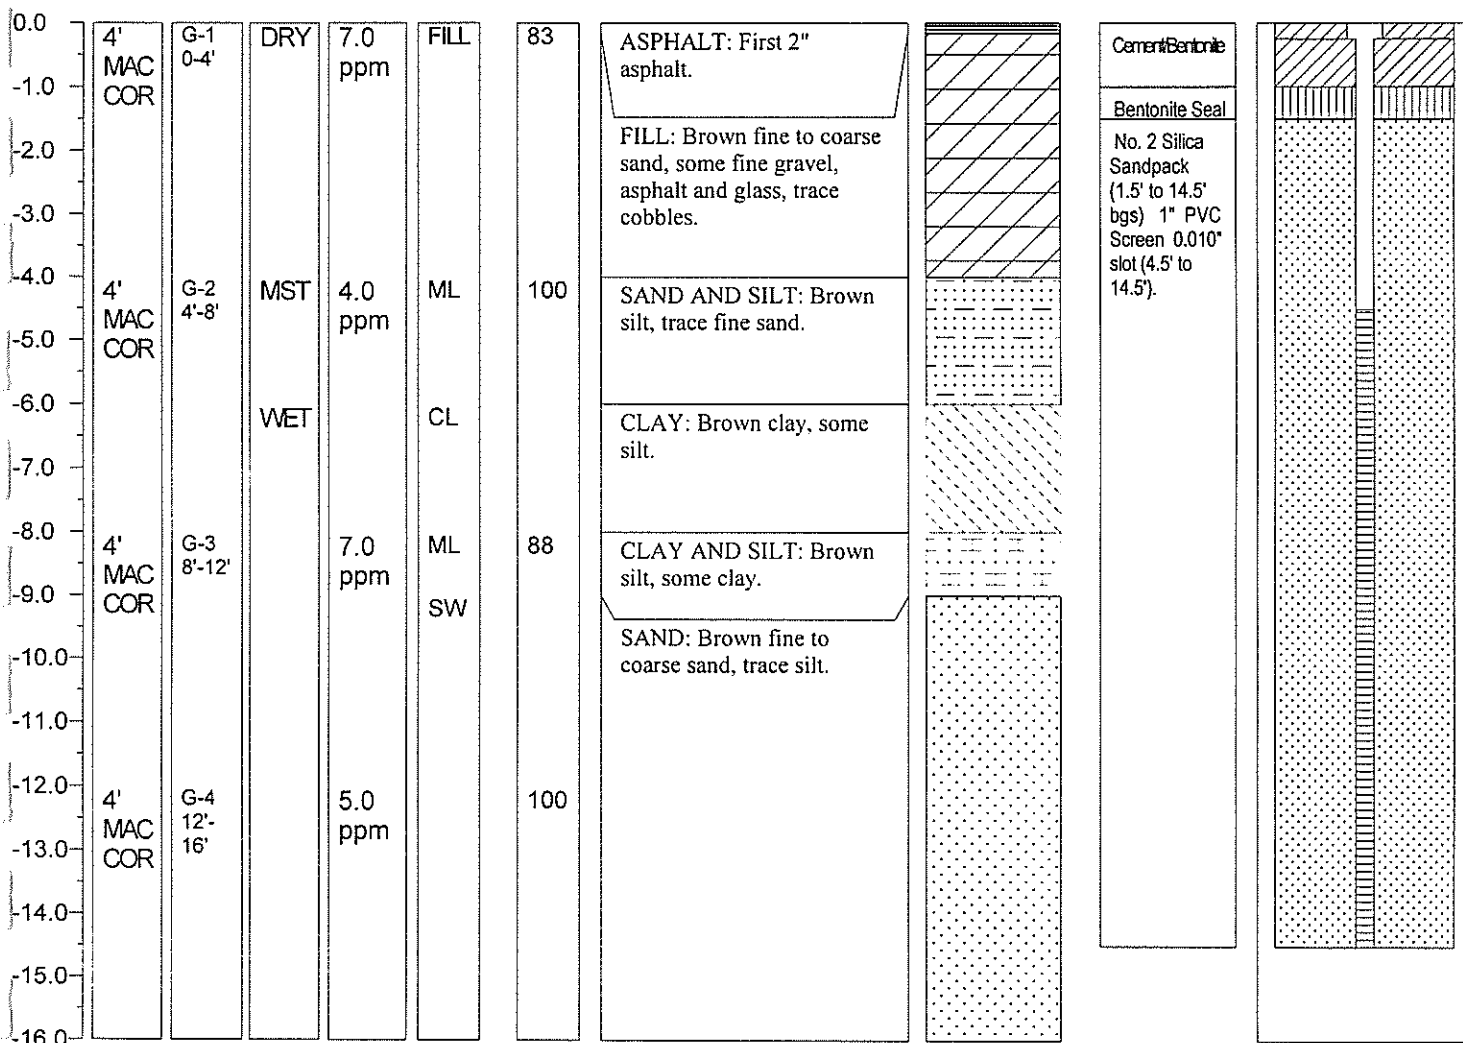 0.0
-1.0
-2.0
-3.0
-4.0
-5.0
-6.0
-7.0
-8.0
-9.0
-10.0
-11.0
-12.0
-13.0
-14.0
-15.0
-16.0
4'
MAC
COR
4'
MAC
COR
4'
MAC
COR
4'
MAC
COR
G-1
0-4'
G-2
4'-8'
G-3
8'-12'
G-4
12'-
16'
DRY
MST
WET
7.0
ppm
4.0
ppm
7.0
ppm
5.0
ppm
FILL
ML
CL
ML
SW
83
100
88
100
ASPHALT: First 2"
asphalt.
FILL: Brown fine to coarse
sand, some fine gravel,
asphalt and glass, trace
cobbles.
SAND AND SILT: Brown
silt, trace fine sand.
CLAY: Brown clay, some
silt.
CLAY AND SILT: Brown
silt, some clay.
SAND: Brown fine to
coarse sand, trace silt.
Cement/Bentonite
Bentonite Seal
No. 2 Silica
Sandpack
(1.5' to 14.5'
bgs) 1" PVC
Screen 0.010"
slot (4.5' to
14.5').